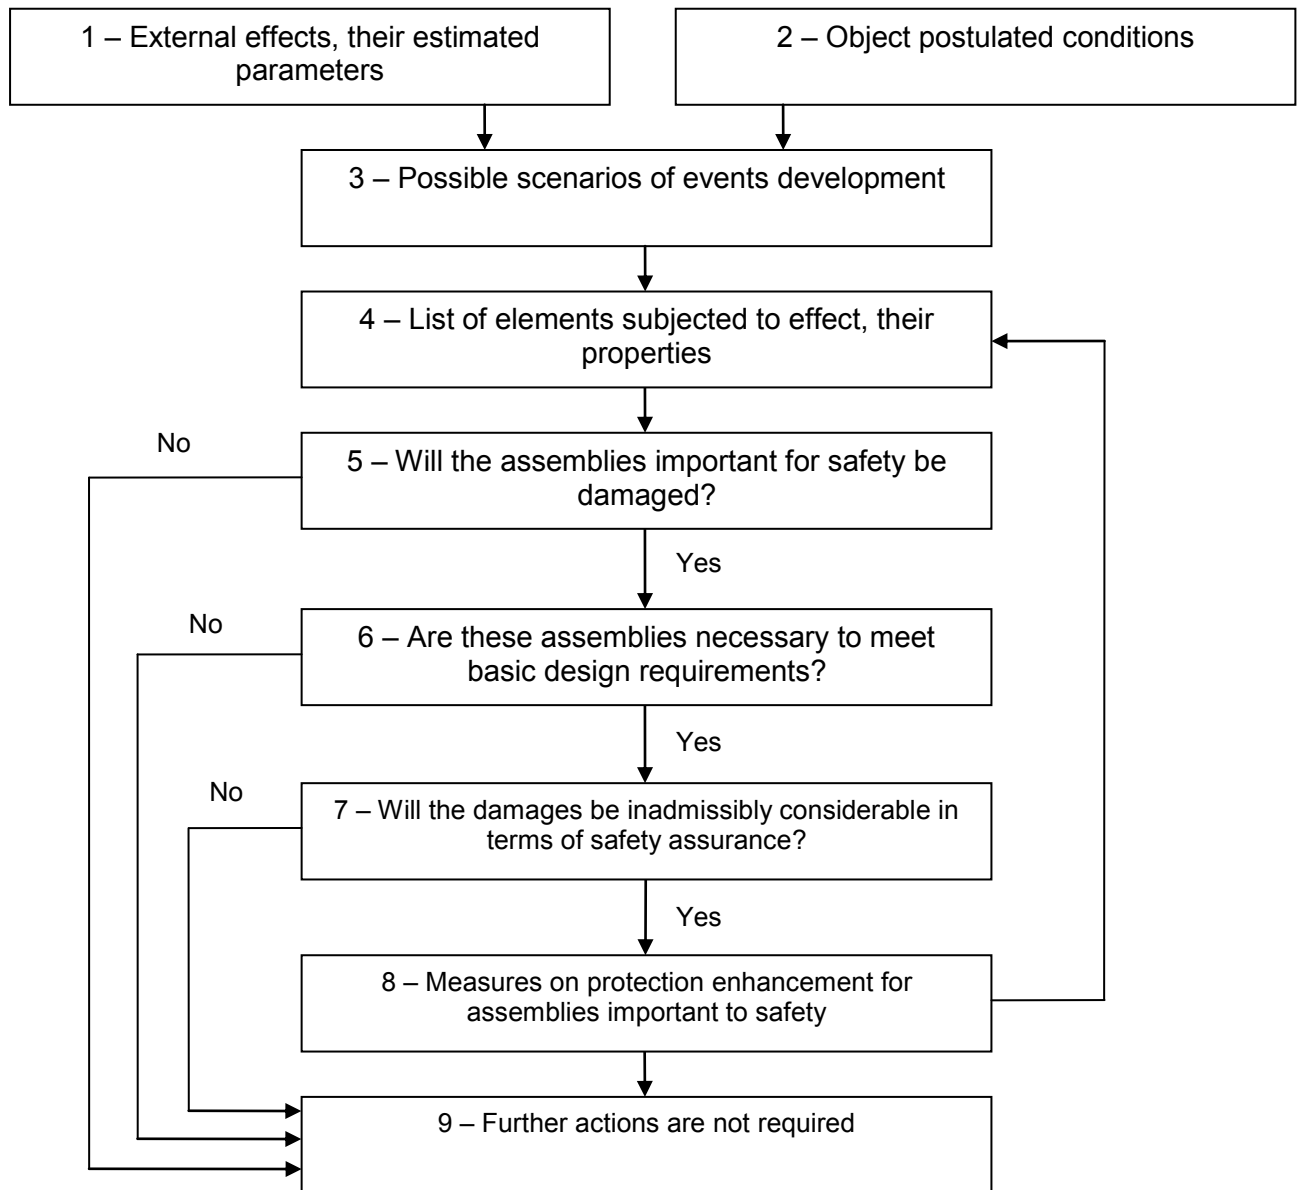 1 – External effects, their estimated
parameters
2 – Object postulated conditions
3 – Possible scenarios of events development
4 – List of elements subjected to effect, their
properties
No
5 – Will the assemblies important for safety be
damaged?
Yes
No
6 – Are these assemblies necessary to meet
basic design requirements?
Yes
No
7 – Will the damages be inadmissibly considerable in
terms of safety assurance?
Yes
8 – Measures on protection enhancement for
assemblies important to safety
9 – Further actions are not required